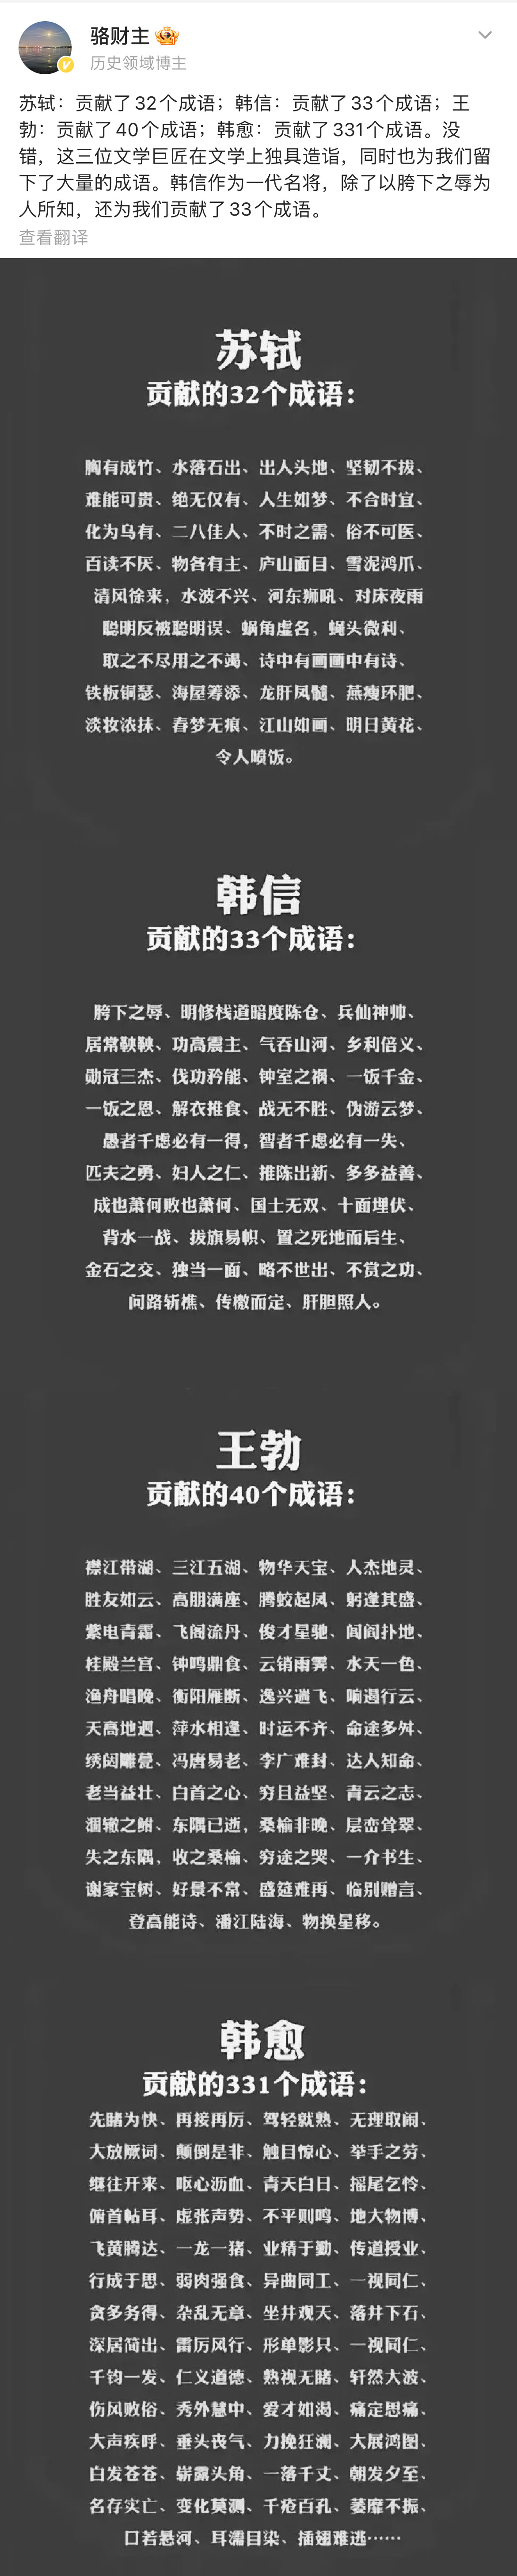 骆财主
历史领域博主
苏轼：贡献了32个成语；韩信：贡献了33个成语；王
勃：贡献了40个成语；韩愈：贡献了331个成语。没
错，这三位文学巨匠在文学上独具造诣，同时也为我们留
下了大量的成语。韩信作为一代名将，除了以胯下之辱为
人所知，还为我们贡献了33个成语。
查看翻译
苏轼
贡献的32个成语：
胸有成竹、水落石出、出人头地、坚韧不拔、
难能可贵、绝无仅有、人生如梦、不合时宜、
化为乌有、二八佳人、不时之需、俗不可医、
百读不厌、物各有主、庐山面目、雪泥鸿爪、
清风徐来，水波不兴、河东狮吼、对床夜雨
聪明反被聪明误、蜗角虚名，蝇头微利、
取之不尽用之不竭、诗中有画画中有诗、
铁板铜瑟、海屋筹添、龙肝凤髓、燕瘦环肥、
淡妆浓抹、春梦无痕、江山如画、明日黄花、
令人喷饭。
韩信
贡献的33个成语：
胯下之辱、明修栈道暗度陈仓、兵仙神帅、
居常鞅鞅、功高震主、气吞山河、乡利倍义、
勋冠三杰、伐功矜能、钟室之祸、一饭千金、
一饭之恩、解衣推食、战无不胜、伪游云梦、
愚者千虑必有一得，智者千虑必有一失、
匹夫之勇、妇人之仁、推陈出新、多多益善、
成也萧何败也萧何、国士无双、十面埋伏、
背水一战、拔旗易帜、置之死地而后生、
金石之交、独当一面、略不世出、不赏之功、
问路斩樵、传檄而定、肝胆照人。
王勃
贡献的40个成语：
襟江带湖、三江五湖、物华天宝、人杰地灵、
胜友如云、高朋满座、腾蛟起凤、躬逢其盛、
紫电青霜、飞阁流丹、俊才星驰、闾阎扑地、
桂殿兰宫、钟鸣鼎食、云销雨霁、水天一色、
渔舟唱晚、衡阳雁断、逸兴遄飞、响遏行云、
天高地迥、萍水相逢、时运不齐、命途多舛、
绣闼雕甍、冯唐易老、李广难封、达人知命、
老当益壮、白首之心、穷且益坚、青云之志、
涸辙之鲋、东隅已逝，桑榆非晚、层峦耸翠、
失之东隅，收之桑榆、穷途之哭、一介书生、
谢家宝树、好景不常、盛筵难再、临别赠言、
登高能诗、潘江陆海、物换星移。
韩愈
贡献的331个成语：
先睹为快、再接再厉、驾轻就熟、无理取闹、
大放厥词、颠倒是非、触目惊心、举手之劳、
继往开来、呕心沥血、青天白日、摇尾乞怜、
俯首帖耳、虚张声势、不平则鸣、地大物博、
飞黄腾达、一龙一猪、业精于勤、传道授业、
行成于思、弱肉强食、异曲同工、一视同仁、
贪多务得、杂乱无章、坐井观天、落井下石、
深居简出、雷厉风行、形单影只、一视同仁、
千钧一发、仁义道德、熟视无睹、轩然大波、
伤风败俗、秀外慧中、爱才如渴、痛定思痛、
大声疾呼、垂头丧气、力挽狂澜、大展鸿图、
白发苍苍、崭露头角、一落千丈、朝发夕至、
名存实亡、变化莫测、千疮百孔、萎靡不振、
口若悬河、耳濡目染、插翅难逃……